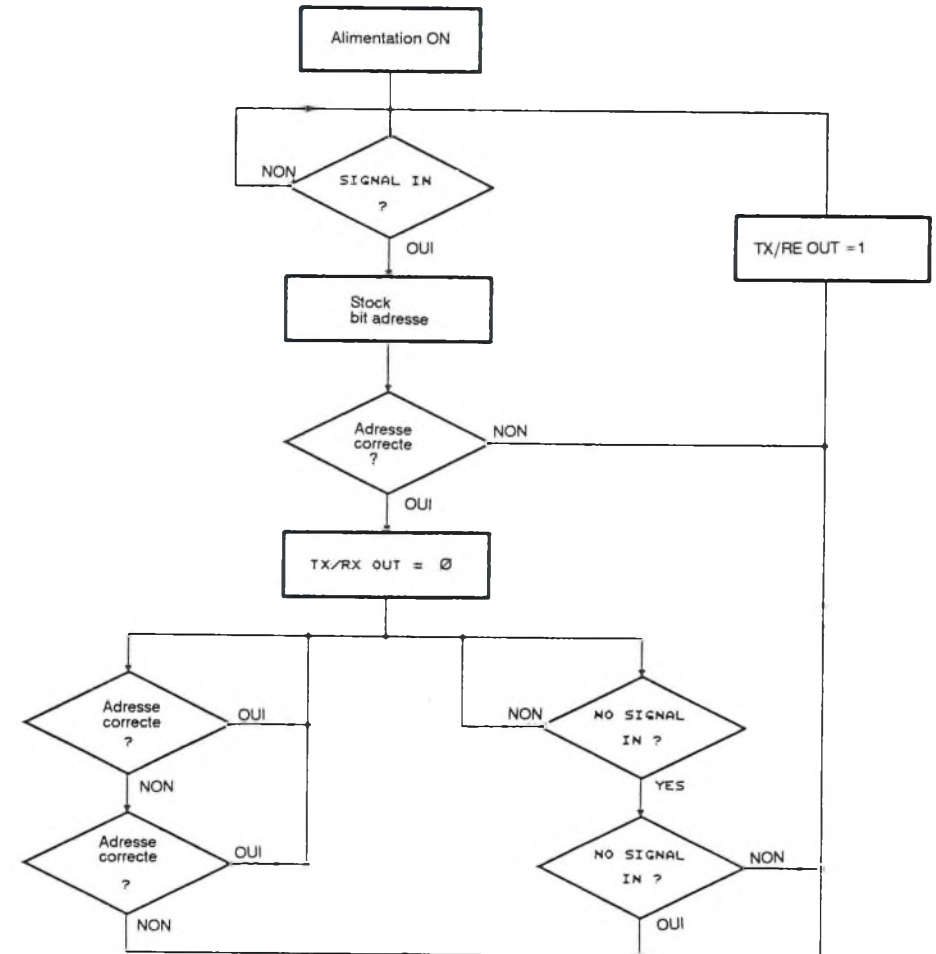 Alimentation ON
NON
SIGNAL IN
?
OUI
TX/RE OUT =1
Stock
bit adresse
Adresse
correcte
?
NON
OUI
TX/RX OUT = Ø
Adresse
correcte
?
OUI
NON
NO SIGNAL
IN ?
NON
YES
Adresse
correcte
?
OUI
NO SIGNAL
IN ?
NON
NON
OUI